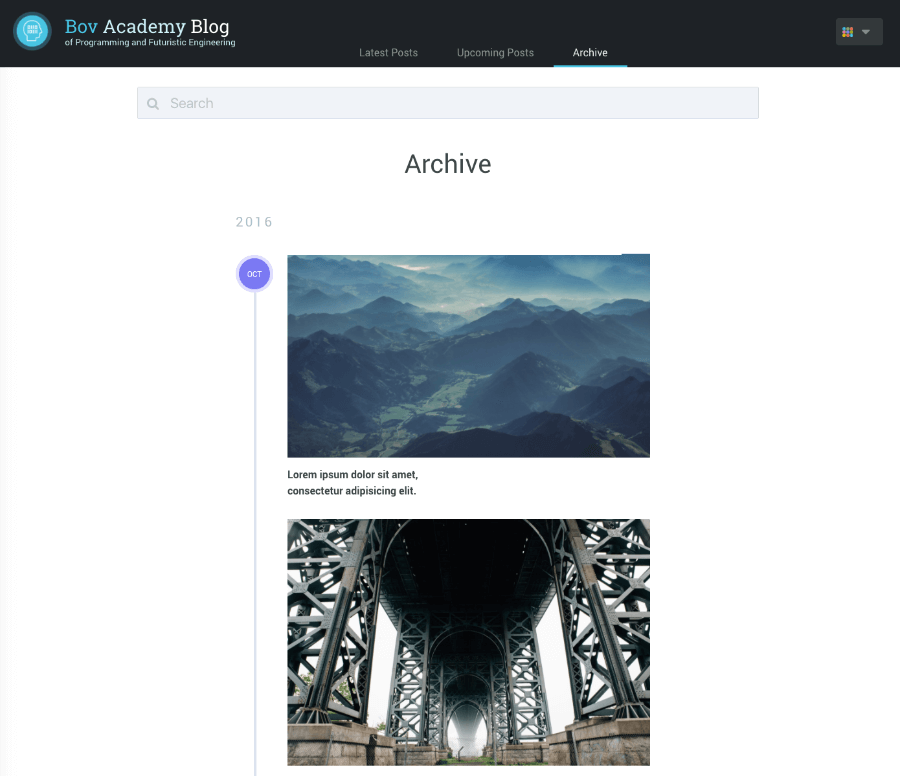 Bov Academy Blog
of Programming and Futuristic Engineering
Latest Posts
Upcoming Posts
Archive
Search
Archive
2016
OCT
Lorem ipsum dolor sit amet,
consectetur adipisicing elit.